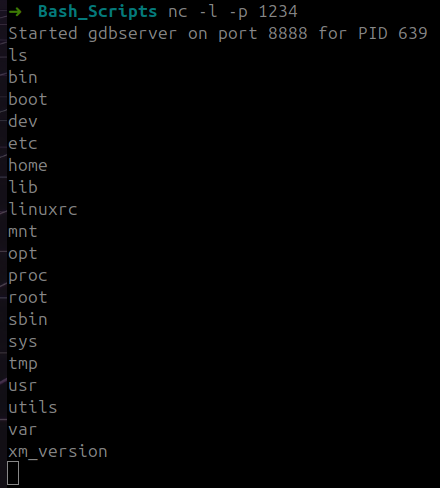 ➜ Bash_Scripts nc -l -p 1234
Started gdbserver on port 8888 for PID 639
ls
bin
boot
dev
etc
home
lib
linuxrc
mnt
opt
proc
root
sbin
sys
tmp
usr
utils
var
xm_version